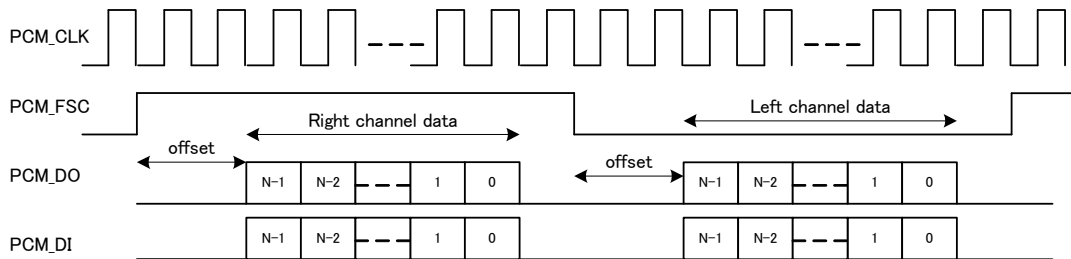 PCM_CLK
PCM_FSC
Right channel data
Left channel data
offset
offset
PCM_DO
N-1 N-2 1 0 N-1 N-2 1 0
PCM_DI
N-1 N-2 1 0 N-1 N-2 1 0